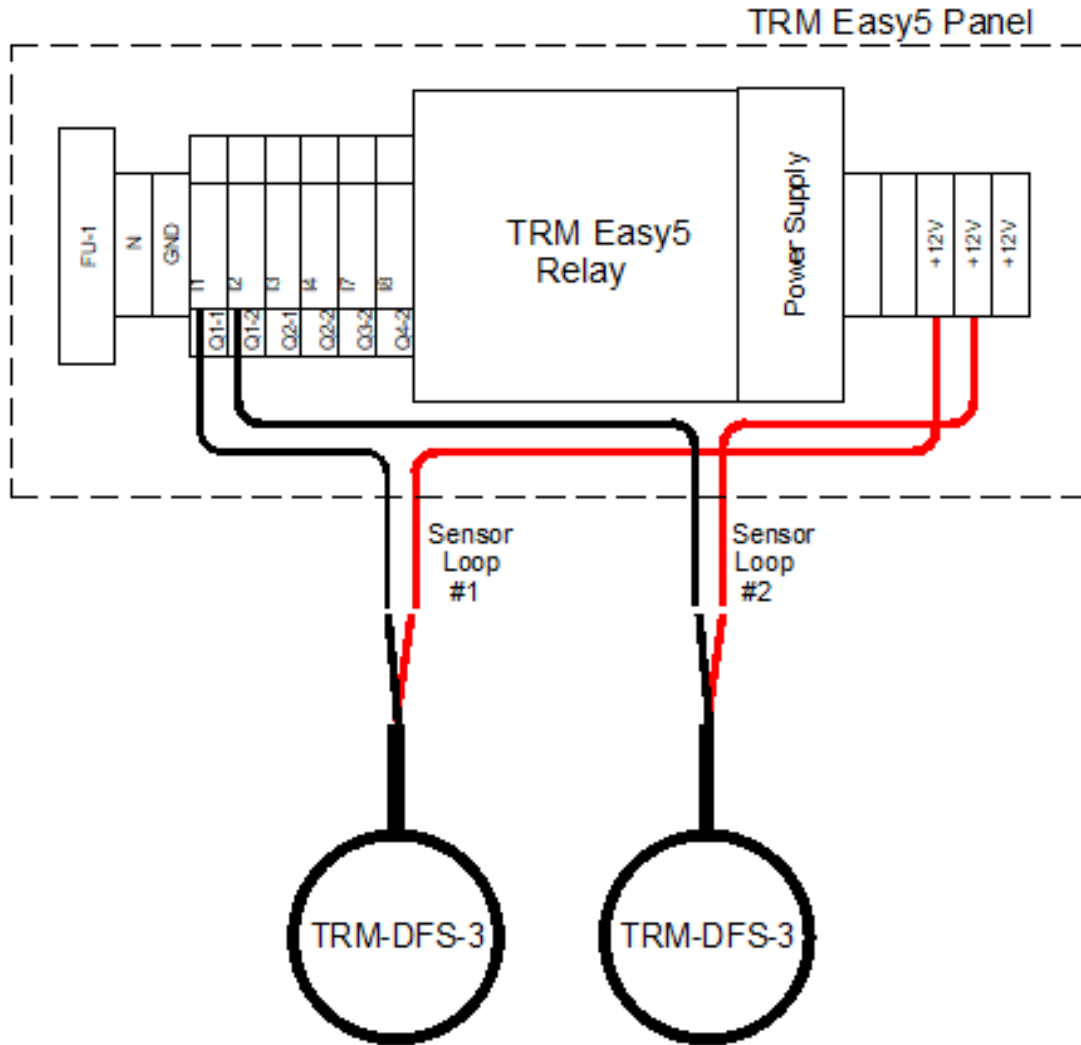 TRM Easy5 Panel
FU-1
IN
GND
I1
I2
I3
I4
I7
I8
Q1-1
Q1-2
Q2-1
Q2-2
Q3-2
Q4-2
TRM Easy5
Relay
Power Supply
+12V
+12V
+12V
Sensor
Loop
#1
Sensor
Loop
#2
TRM-DFS-3
TRM-DFS-3